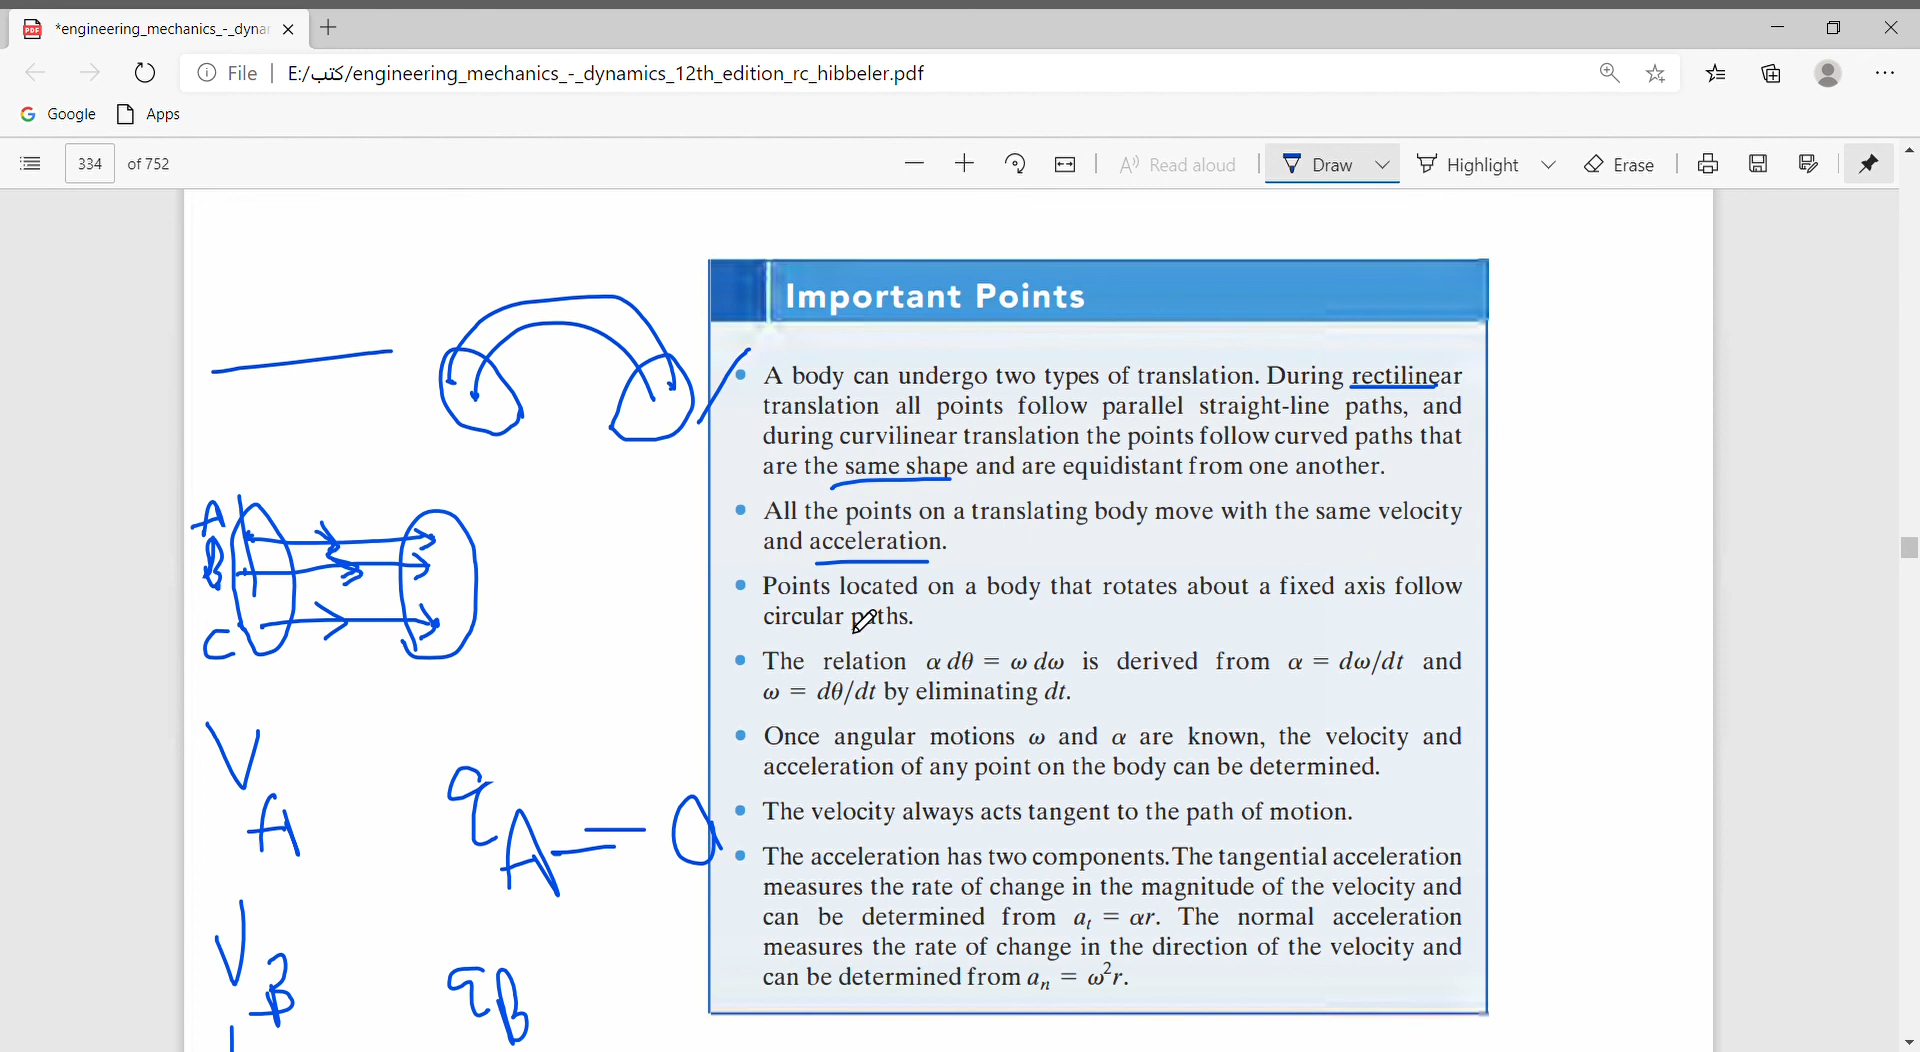 *engineering_mechanics_-_dyna
File | E:/كتب/engineering_mechanics_-_dynamics_12th_edition_rc_hibbeler.pdf
Google Apps
334 of 752
Read aloud Draw Highlight Erase
Important Points
• A body can undergo two types of translation. During rectilinear
translation all points follow parallel straight-line paths, and
during curvilinear translation the points follow curved paths that
are the same shape and are equidistant from one another.
• All the points on a translating body move with the same velocity
and acceleration.
• Points located on a body that rotates about a fixed axis follow
circular paths.
• The relation α dθ = ω dω is derived from α = dω/dt and
ω = dθ/dt by eliminating dt.
• Once angular motions ω and α are known, the velocity and
acceleration of any point on the body can be determined.
• The velocity always acts tangent to the path of motion.
• The acceleration has two components. The tangential acceleration
measures the rate of change in the magnitude of the velocity and
can be determined from aₜ = αr. The normal acceleration
measures the rate of change in the direction of the velocity and
can be determined from aₙ = ω²r.
A
B
C
V A
a A = a
V B
a B